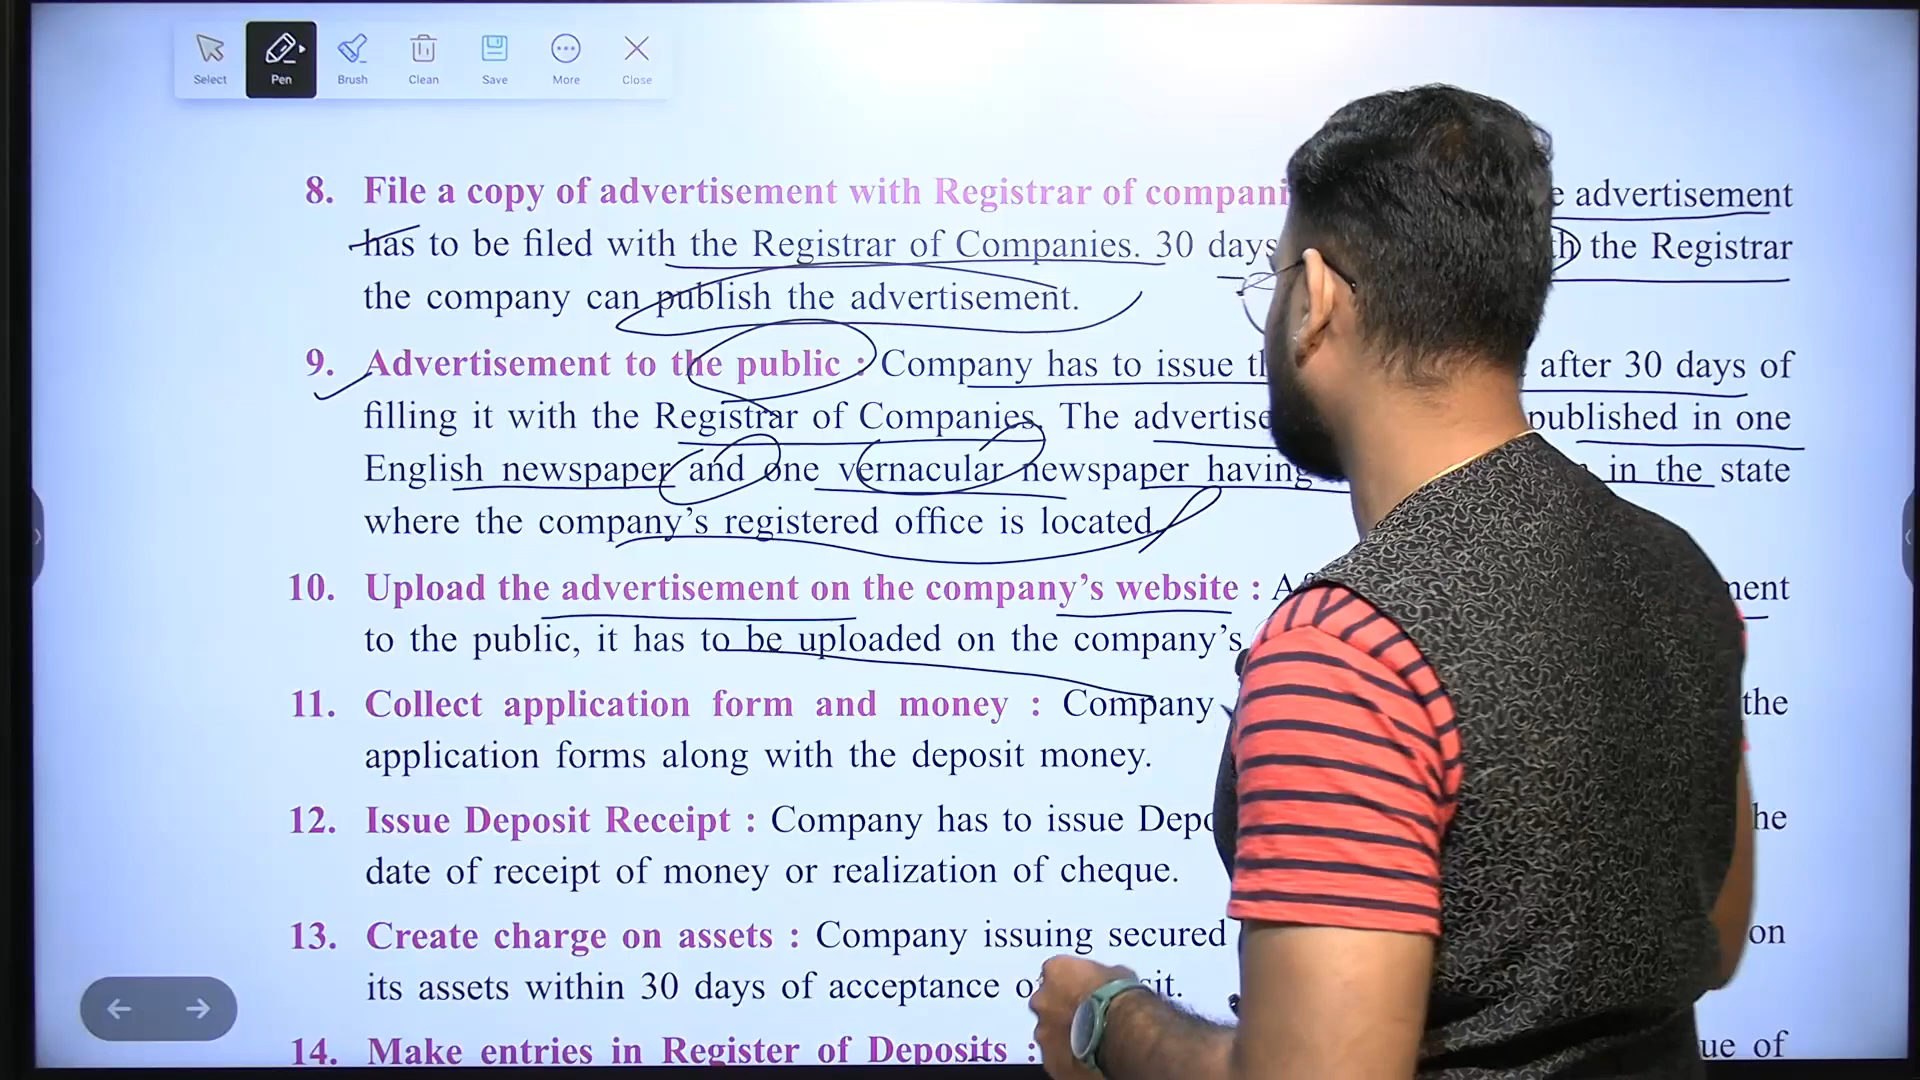 Select Pen Brush Clean Save More Close
8. File a copy of advertisement with Registrar of advertisement
has to be filed with the Registrar of Companies. 30 days the Registrar
the company can publish the advertisement.
9. Advertisement to the public : Company has to issue after 30 days of
filling it with the Registrar of Companies. The published in one
English newspaper and one vernacular newspaper having in the state
where the company's registered office is located
10. Upload the advertisement on the company's website :
to the public, it has to be uploaded on the company's
11. Collect application form and money : Company the
application forms along with the deposit money.
12. Issue Deposit Receipt : Company has to issue
date of receipt of money or realization of cheque.
13. Create charge on assets : Company issuing secured on
its assets within 30 days of acceptance
14. Make entries in Register of Deposits : of